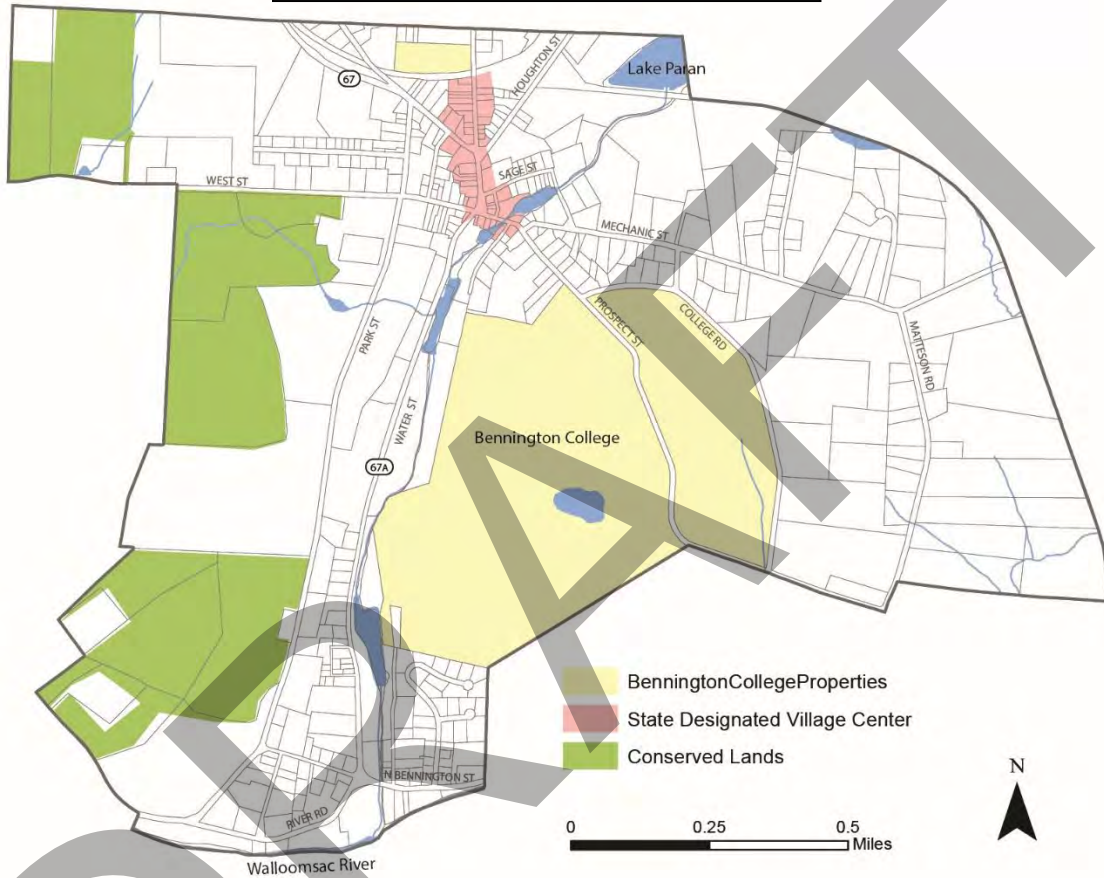 67
HOUGHTON ST
Lake Paran
WEST ST
SAGE ST
MECHANIC ST
PARK ST
PROSPECT ST
COLLEGE RD
MATTESON RD
WATER ST
Bennington College
67A
BenningtonCollegeProperties
State Designated Village Center
Conserved Lands
N BENNINGTON ST
RIVER RD
Walloomsac River
0 0.25 0.5
Miles
N
DRAFT